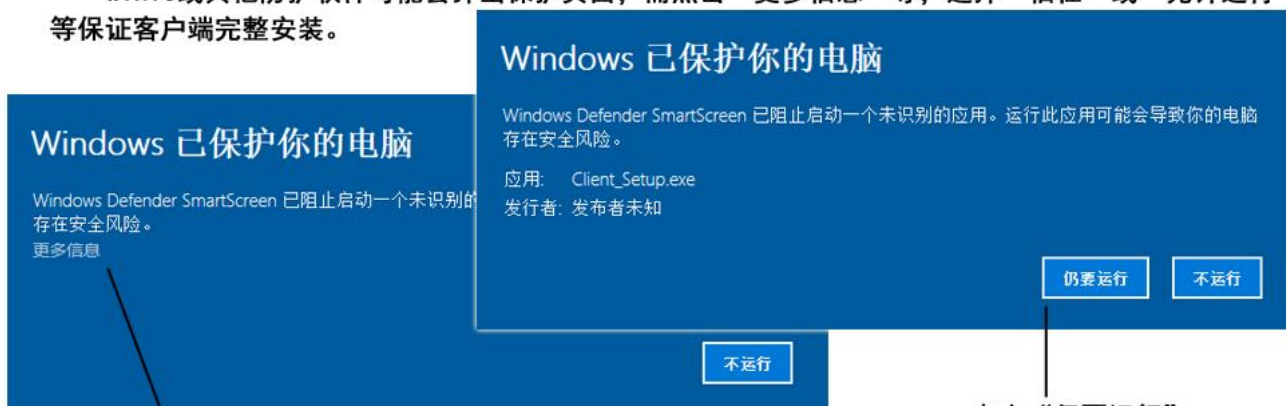 等保证客户端完整安装。
Windows 已保护你的电脑
Windows Defender SmartScreen 已阻止启动一个未识别的
存在安全风险。
更多信息
不运行
Windows 已保护你的电脑
Windows Defender SmartScreen 已阻止启动一个未识别的应用。运行此应用可能会导致你的电脑
存在安全风险。
应用: Client_Setup.exe
发行者: 发布者未知
仍要运行
不运行